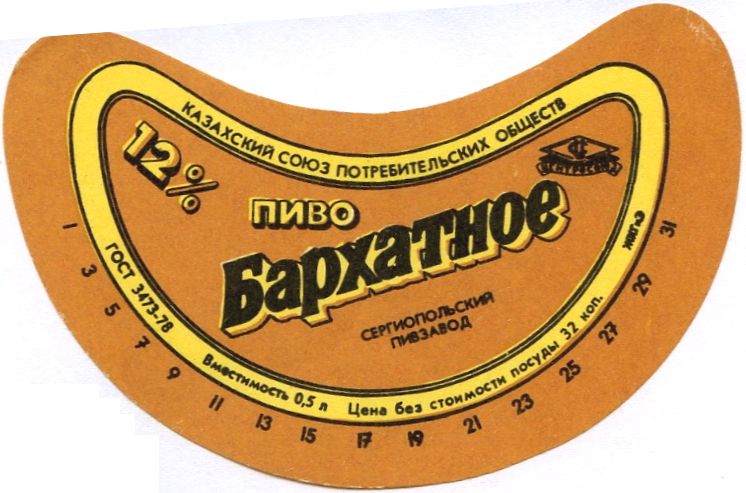 КАЗАХСКИЙ СОЮЗ ПОТРЕБИТЕЛЬСКИХ ОБЩЕСТВ
12%
ЦЕНТРОСОЮЗ
ПИВО
Бархатное
СЕРГИОПОЛЬСКИЙ
ПИВЗАВОД
ГОСТ 3473-78
Вместимость 0,5 л Цена без стоимости посуды 32 коп.
1 3 5 7 9 11 13 15 17 19 21 23 25 27 29 31